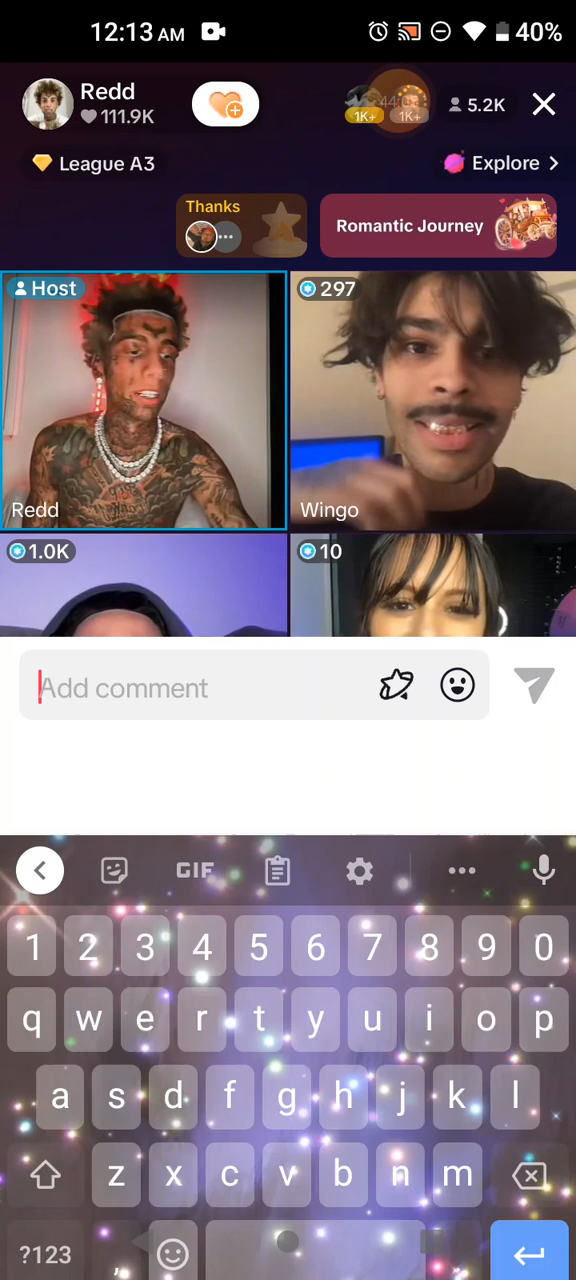 12:13 AM
40%
Redd
111.9K
1K+
1K+
5.2K
League A3
Explore
Thanks
Romantic Journey
Host
297
Redd
Wingo
1.0K
10
Add comment
GIF
1 2 3 4 5 6 7 8 9 0
q w e r t y u i o p
a s d f g h j k l
z x c v b n m
?123 , .